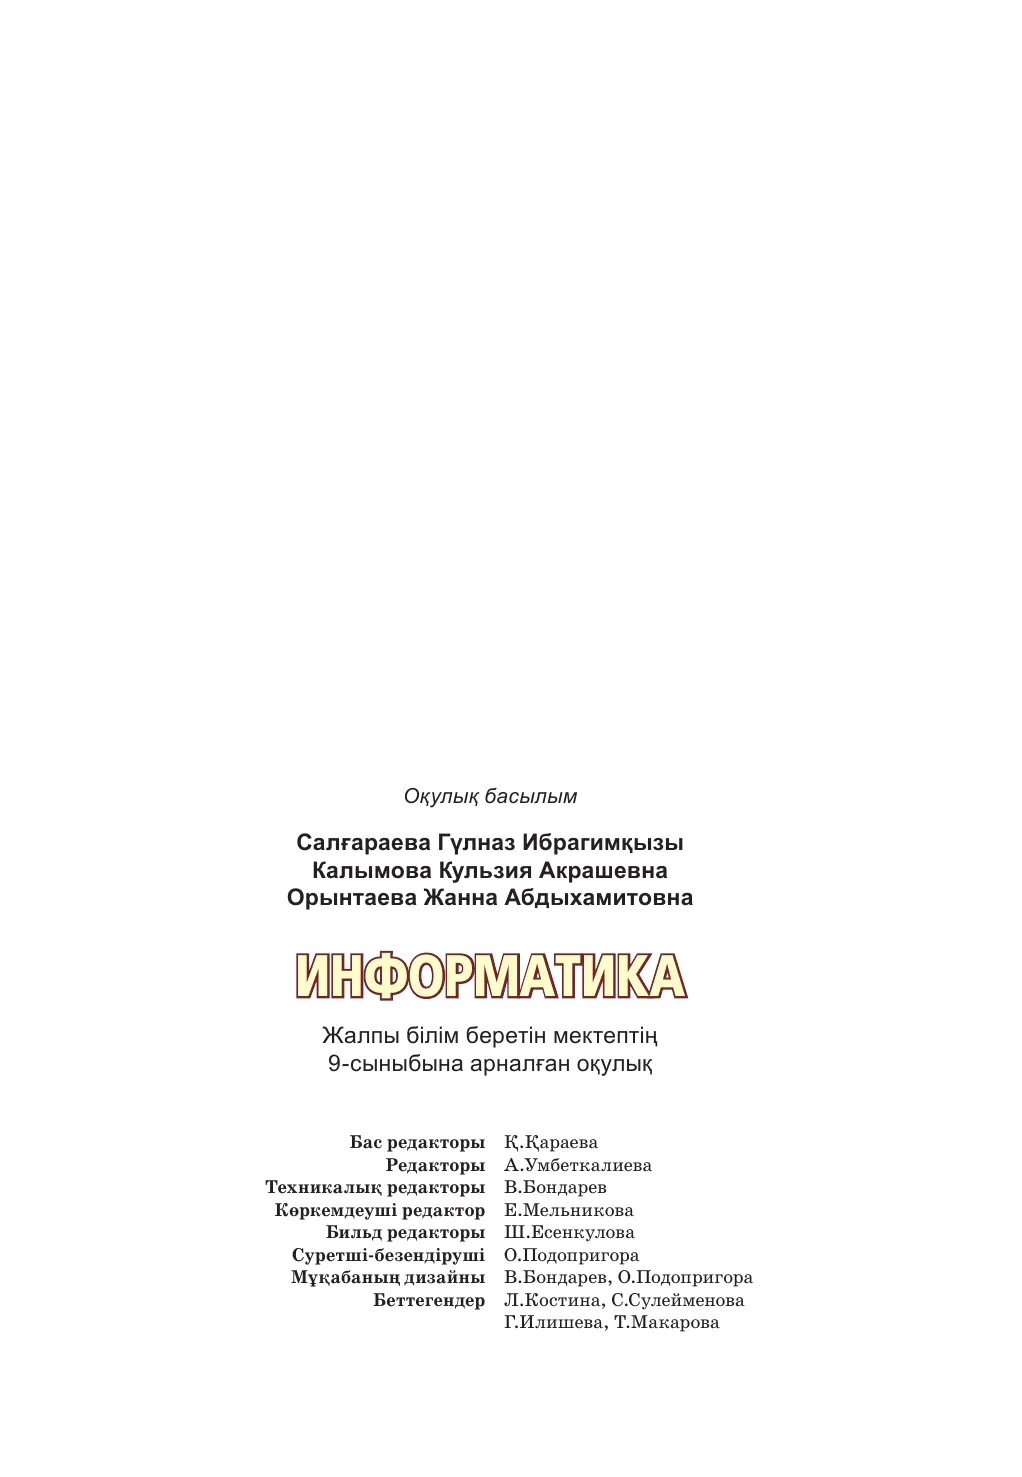 Оқулық басылым
Салғараева Гүлназ Ибрагимқызы
Калымова Кульзия Акрашевна
Орынтаева Жанна Абдыхамитовна
ИНФОРМАТИКА
Жалпы білім беретін мектептің
9-сыныбына арналған оқулық
Бас редакторы Қ.Қараева
Редакторы А.Умбеткалиева
Техникалық редакторы В.Бондарев
Көркемдеуші редактор Е.Мельникова
Бильд редакторы Ш.Есенкулова
Суретші-безендіруші О.Подопригора
Мұқабаның дизайны В.Бондарев, О.Подопригора
Беттегендер Л.Костина, С.Сулейменова
Г.Илишева, Т.Макарова